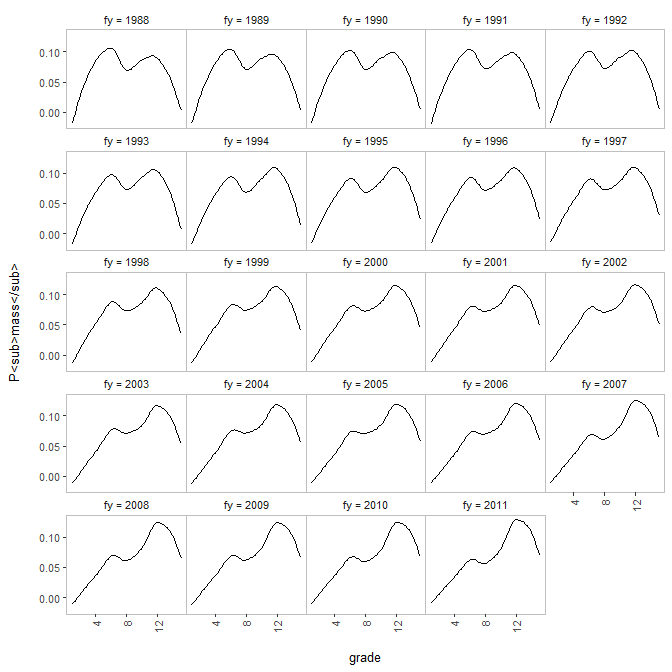 fy = 1988 fy = 1989 fy = 1990 fy = 1991 fy = 1992
0.10
0.05
0.00
fy = 1993 fy = 1994 fy = 1995 fy = 1996 fy = 1997
0.10
0.05
0.00
fy = 1998 fy = 1999 fy = 2000 fy = 2001 fy = 2002
0.10
0.05
0.00
P<sub>mass</sub>
fy = 2003 fy = 2004 fy = 2005 fy = 2006 fy = 2007
0.10
0.05
0.00
4 8 12
fy = 2008 fy = 2009 fy = 2010 fy = 2011
0.10
0.05
0.00
4 8 12 4 8 12 4 8 12 4 8 12
grade